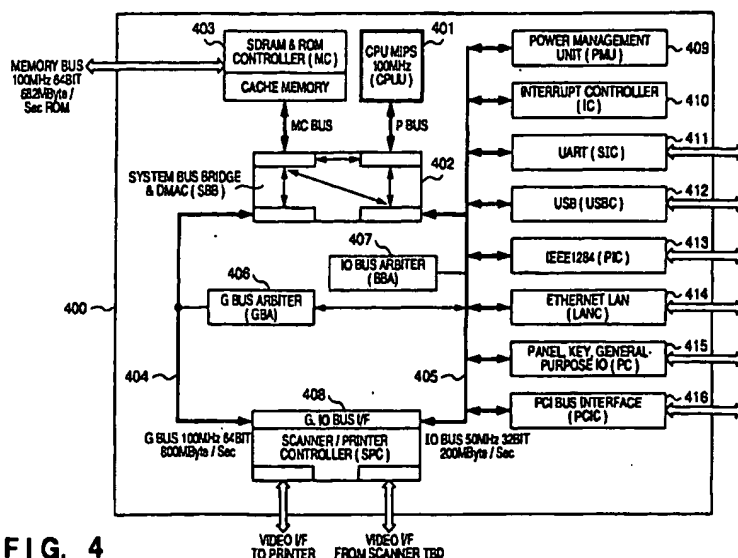 403
SDRAM & ROM
CONTROLLER (MC)
CACHE MEMORY
401
CPU MIPS
100MHz
(CPUU)
MEMORY BUS
100MHz 64BIT
682MByte/
Sec ROM
MC BUS
P BUS
402
SYSTEM BUS BRIDGE
& DMAC (SBB)
407
IO BUS ARBITER
(BBA)
406
G BUS ARBITER
(GBA)
400
404
405
408
G. IO BUS I/F
SCANNER / PRINTER
CONTROLLER (SPC)
G BUS 100MHz 64BIT
800MByte / Sec
IO BUS 50MHz 32BIT
200MByte / Sec
POWER MANAGEMENT
UNIT (PMU)
409
INTERRUPT CONTROLLER
(IC)
410
UART (SIC)
411
USB (USBC)
412
IEEE1284 (PIC)
413
ETHERNET LAN
(LANC)
414
PANEL, KEY, GENERAL-
PURPOSE IO (PC)
415
PCI BUS INTERFACE
(PCIC)
416
VIDEO I/F
TO PRINTER
VIDEO I/F
FROM SCANNER TBD
FIG. 4